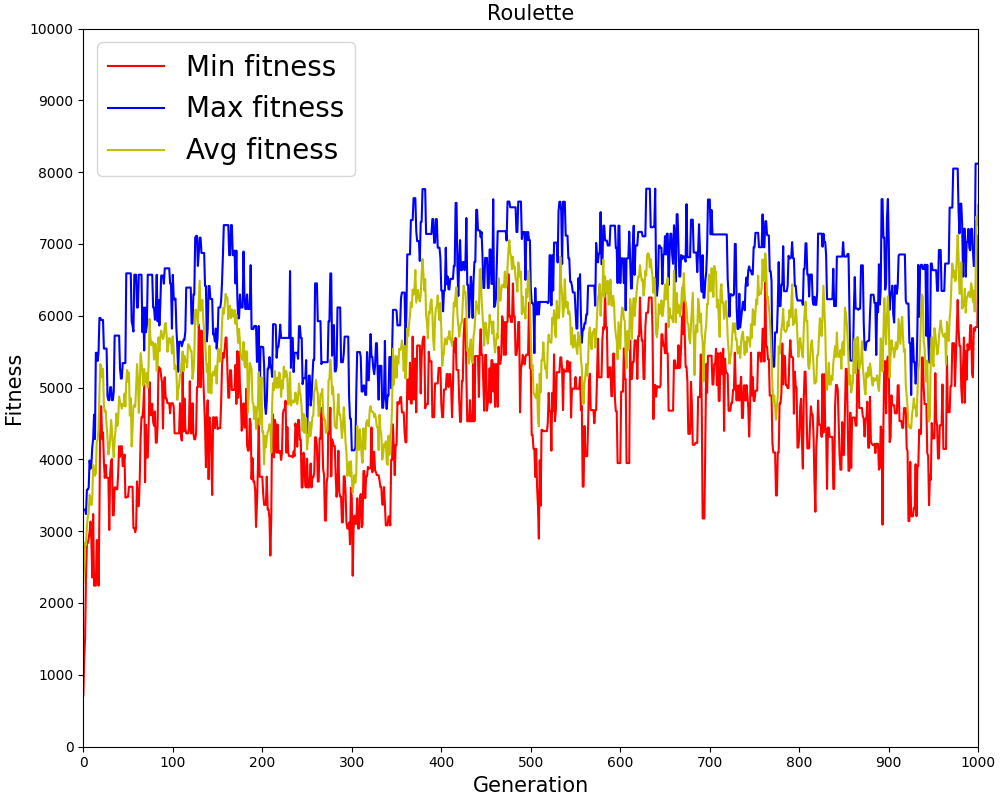 Roulette
10000
9000
8000
7000
6000
5000
4000
3000
2000
1000
0
Fitness
Min fitness
Max fitness
Avg fitness
0 100 200 300 400 500 600 700 800 900 1000
Generation